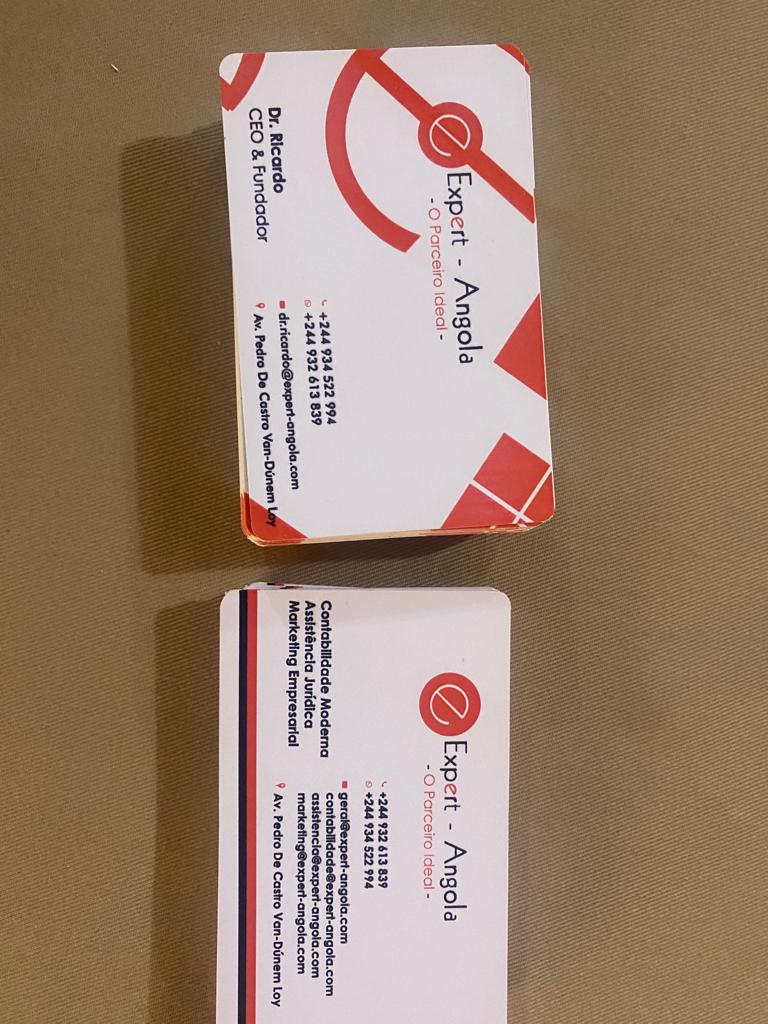 Expert - Angola
- O Parceiro Ideal -
Dr. Ricardo
CEO & Fundador
+244 934 522 994
+244 932 613 839
dr.ricardo@expert-angola.com
Av. Pedro De Castro Van-Dúnem Loy
Expert - Angola
- O Parceiro Ideal -
Contabilidade Moderna
Assistência Jurídica
Marketing Empresarial
+244 932 613 839
+244 934 522 994
geral@expert-angola.com
contabilidade@expert-angola.com
assistencia@expert-angola.com
marketing@expert-angola.com
Av. Pedro De Castro Van-Dúnem Loy